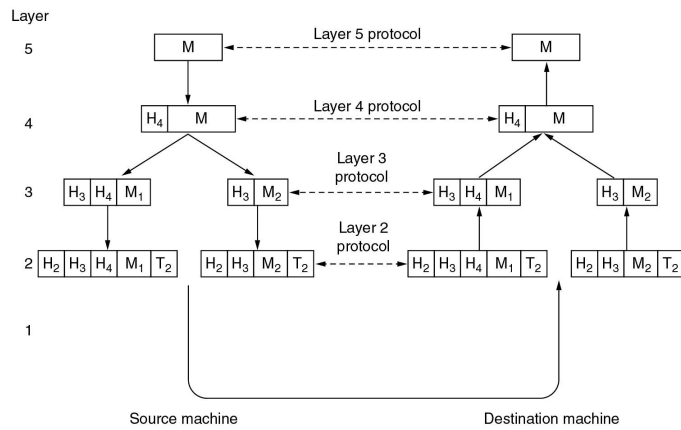 Layer
5 M Layer 5 protocol M
4 H4 M Layer 4 protocol H4 M
Layer 3
protocol
3 H3 H4 M1 H3 M2 H3 H4 M1 H3 M2
Layer 2
protocol
2 H2 H3 H4 M1 T2 H2 H3 M2 T2 H2 H3 H4 M1 T2 H2 H3 M2 T2
1
Source machine Destination machine